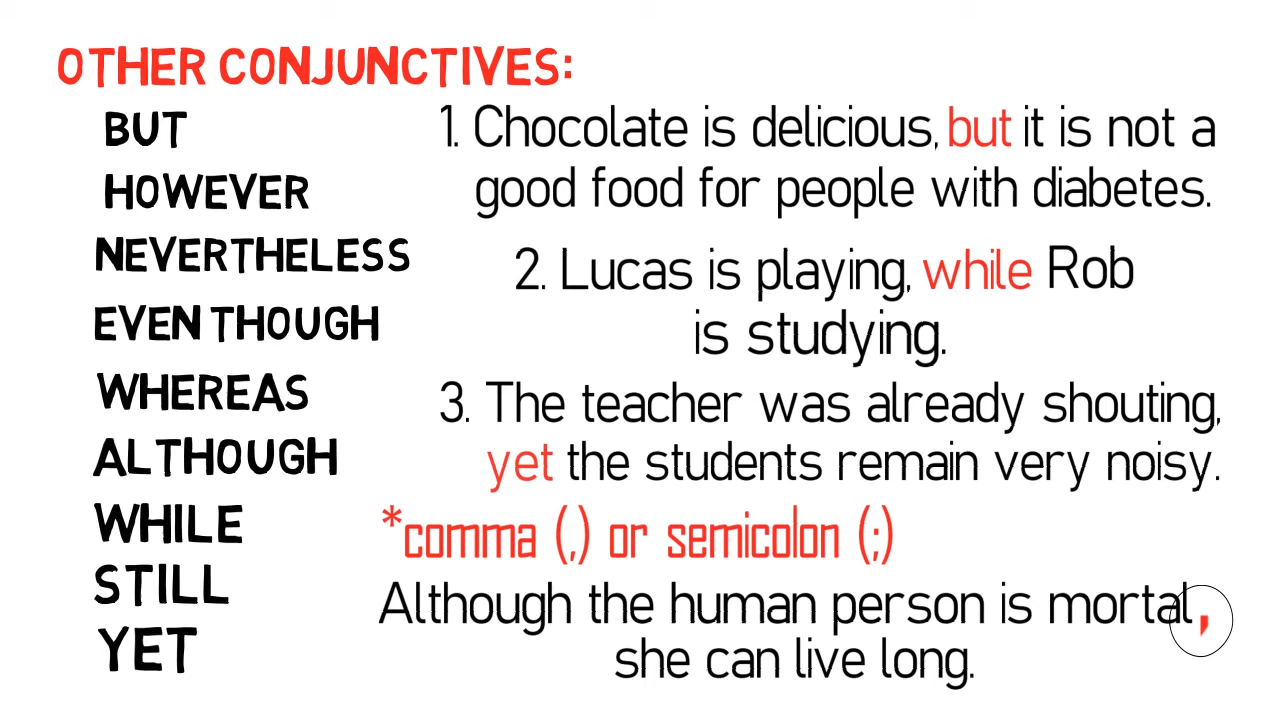 OTHER CONJUNCTIVES:
BUT
HOWEVER
NEVERTHELESS
EVEN THOUGH
WHEREAS
ALTHOUGH
WHILE
STILL
YET
1. Chocolate is delicious, but it is not a
good food for people with diabetes.
2. Lucas is playing, while Rob
is studying.
3. The teacher was already shouting,
yet the students remain very noisy.
*comma (,) or semicolon (;)
Although the human person is mortal,
she can live long.